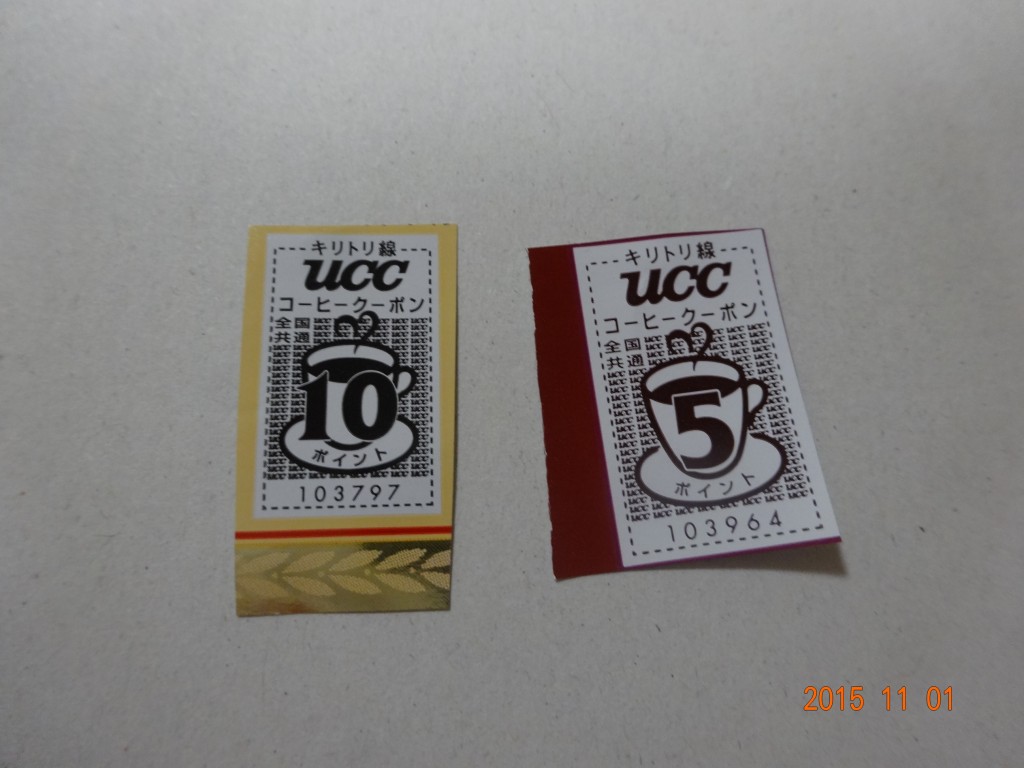 キリトリ線
ucc
コーヒークーポン
全国
共通
10
ポイント
103797
キリトリ線
ucc
コーヒークーポン
全国
共通
5
ポイント
103964
2015 11 01